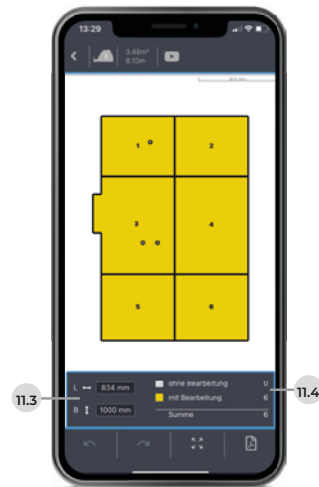 13:29
3.48m²
8.10m
1
2
3
4
5
6
L 834 mm
ohne Bearbeitung 0
B 1000 mm
mit Bearbeitung 6
Summe 6
11.3
11.4